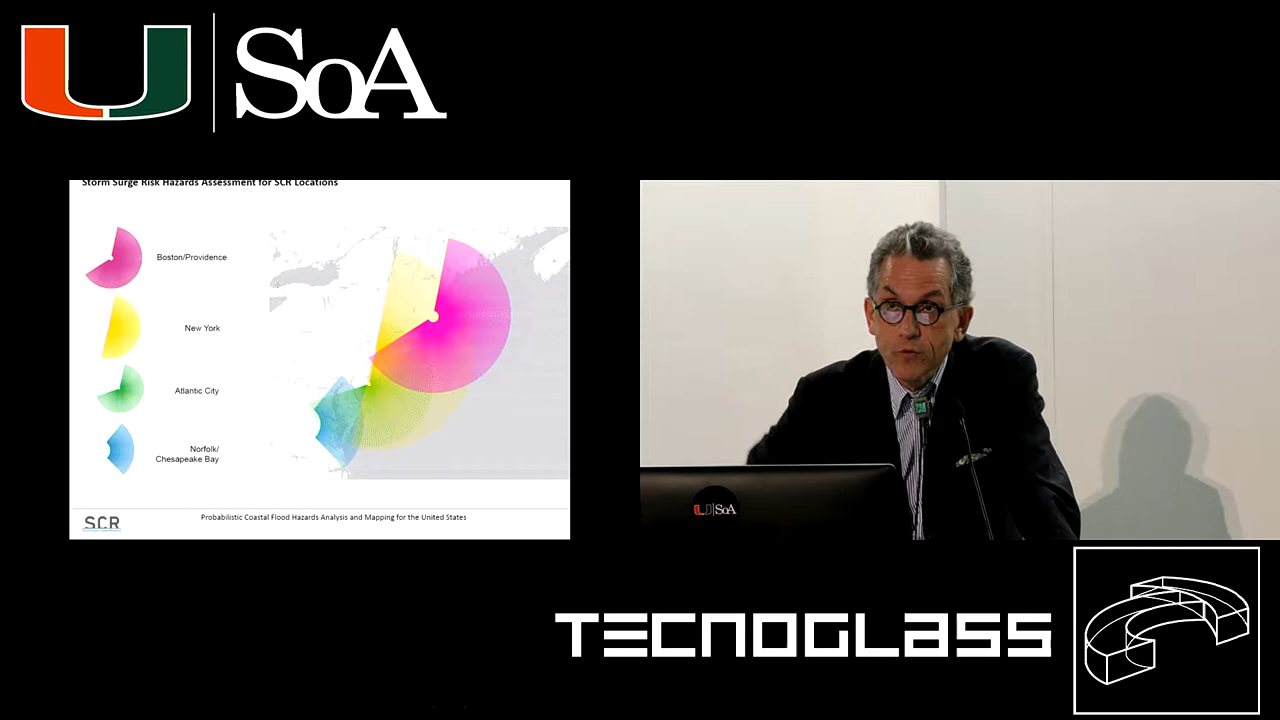 U SoA
Storm Surge Risk Hazards Assessment for SCR Locations
Boston/Providence
New York
Atlantic City
Norfolk/
Chesapeake Bay
SCR
Probabilistic Coastal Flood Hazards Analysis and Mapping for the United States
U SoA
TECNOGLASS